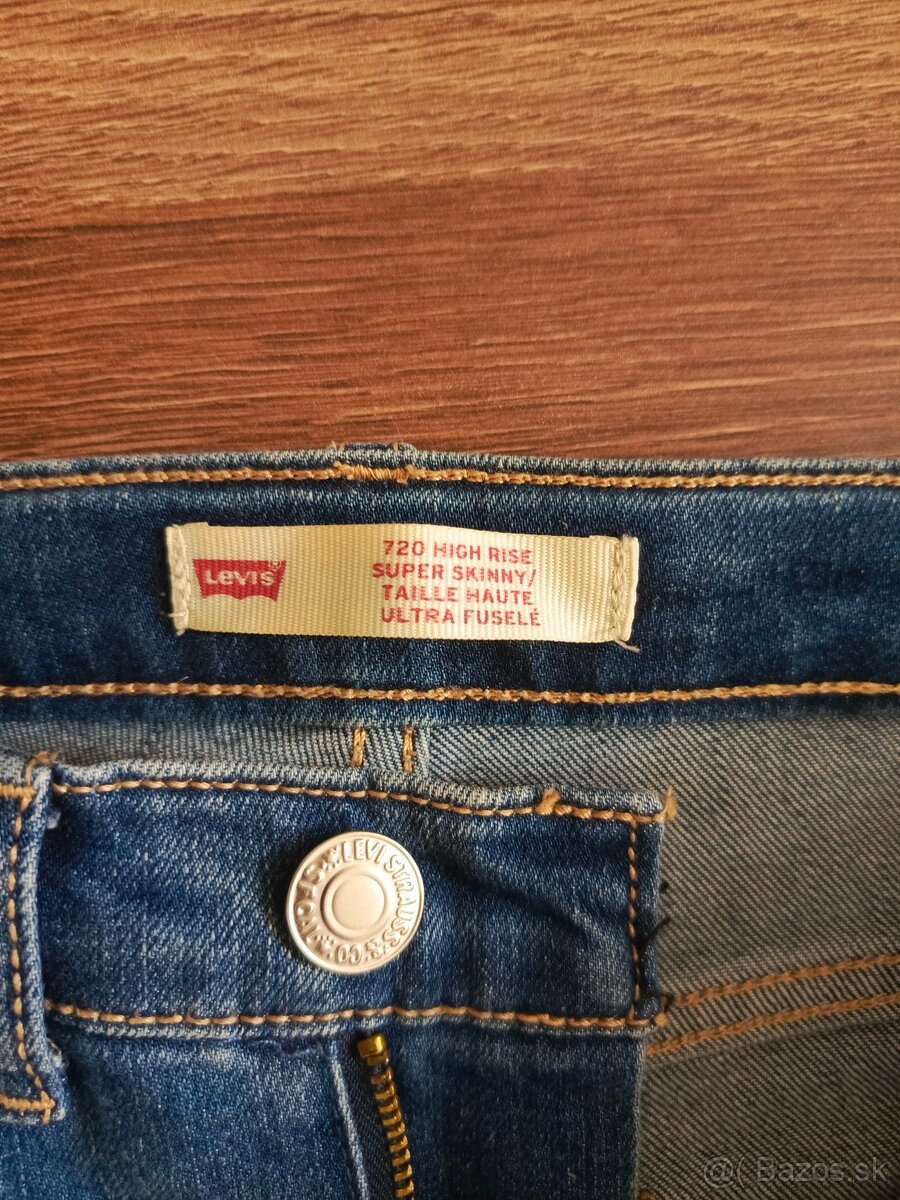 Levi's®
720 HIGH RISE
SUPER SKINNY/
TAILLE HAUTE
ULTRA FUSELÉ
LEVI STRAUSS & CO
@( Bazos.sk